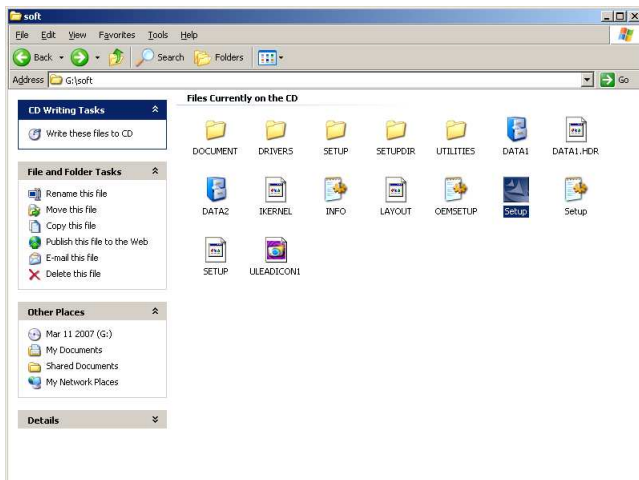 soft
File Edit View Favorites Tools Help
Back Search Folders
Address G:\soft Go
CD Writing Tasks
Write these files to CD
File and Folder Tasks
Rename this file
Move this file
Copy this file
Publish this file to the Web
E-mail this file
Delete this file
Other Places
Mar 11 2007 (G:)
My Documents
Shared Documents
My Network Places
Details
Files Currently on the CD
DOCUMENT DRIVERS SETUP SETUPDIR UTILITIES DATA1 DATA1.HDR
DATA2 IKERNEL INFO LAYOUT OEMSETUP Setup Setup
SETUP ULEADICON1